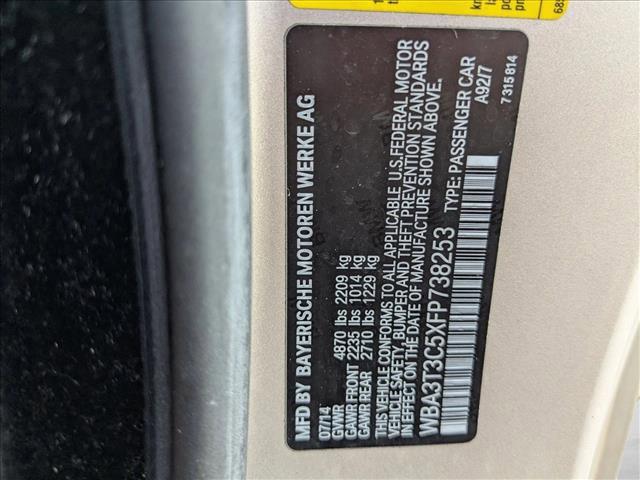 MFD BY BAYERISCHE MOTOREN WERKE AG
07/14
GVWR 4870 lbs 2209 kg
GAWR FRONT 2235 lbs 1014 kg
GAWR REAR 2710 lbs 1229 kg
THIS VEHICLE CONFORMS TO ALL APPLICABLE U.S.FEDERAL MOTOR
VEHICLE SAFETY, BUMPER AND THEFT PREVENTION STANDARDS
IN EFFECT ON THE DATE OF MANUFACTURE SHOWN ABOVE.
WBA3T3C5XFP738253 TYPE: PASSENGER CAR
A92/7
7 315 814